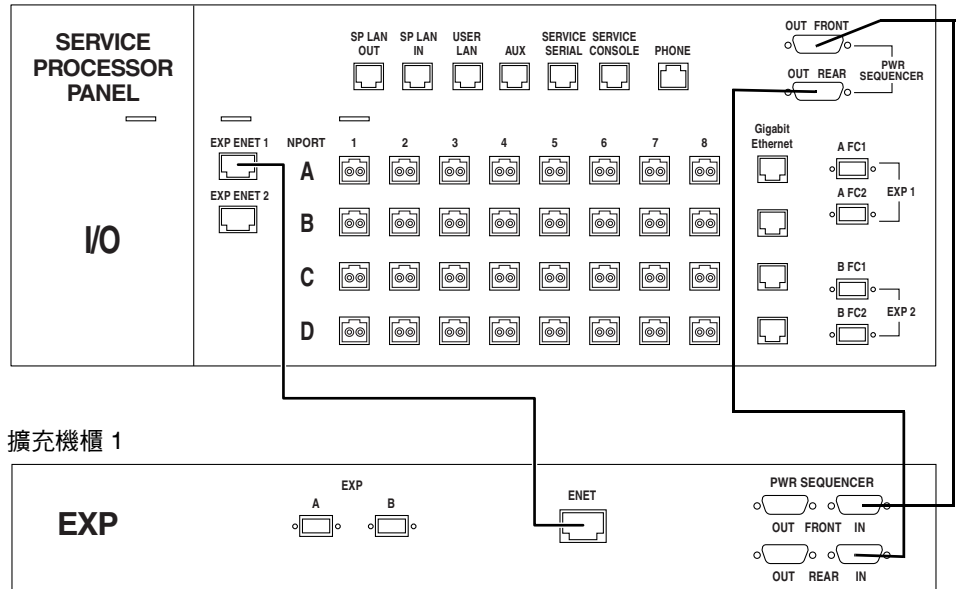 SERVICE
PROCESSOR
PANEL
I/O
SP LAN
OUT
SP LAN
IN
USER
LAN
AUX
SERVICE
SERIAL
SERVICE
CONSOLE
PHONE
OUT FRONT
OUT REAR
PWR
SEQUENCER
EXP ENET 1
EXP ENET 2
NPORT 1 2 3 4 5 6 7 8
A
B
C
D
Gigabit
Ethernet
A FC1
A FC2
EXP 1
B FC1
B FC2
EXP 2
擴充機櫃 1
EXP
EXP
A B
ENET
PWR SEQUENCER
OUT FRONT IN
OUT REAR IN